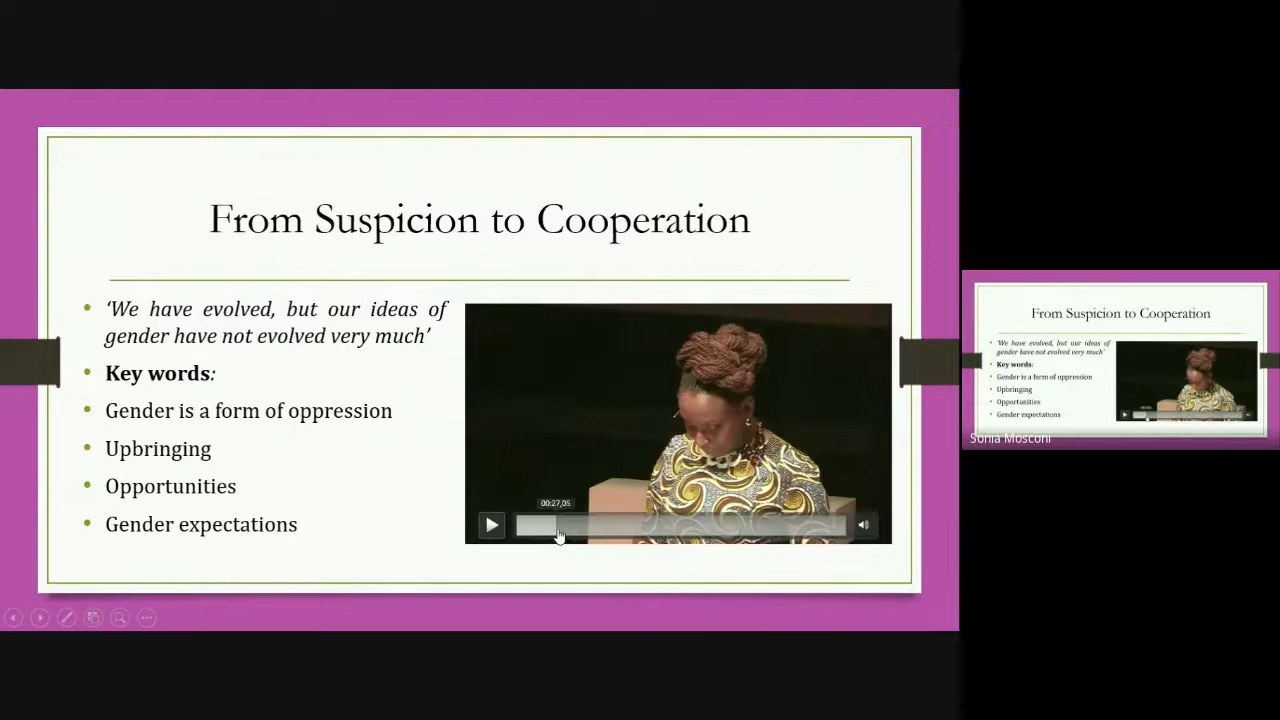 From Suspicion to Cooperation
‘We have evolved, but our ideas of
gender have not evolved very much’
Key words:
Gender is a form of oppression
Upbringing
Opportunities
Gender expectations
00:27,05
From Suspicion to Cooperation
‘We have evolved, but our ideas of
gender have not evolved very much’
Key words:
Gender is a form of oppression
Upbringing
Opportunities
Gender expectations
Sonia Mosconi